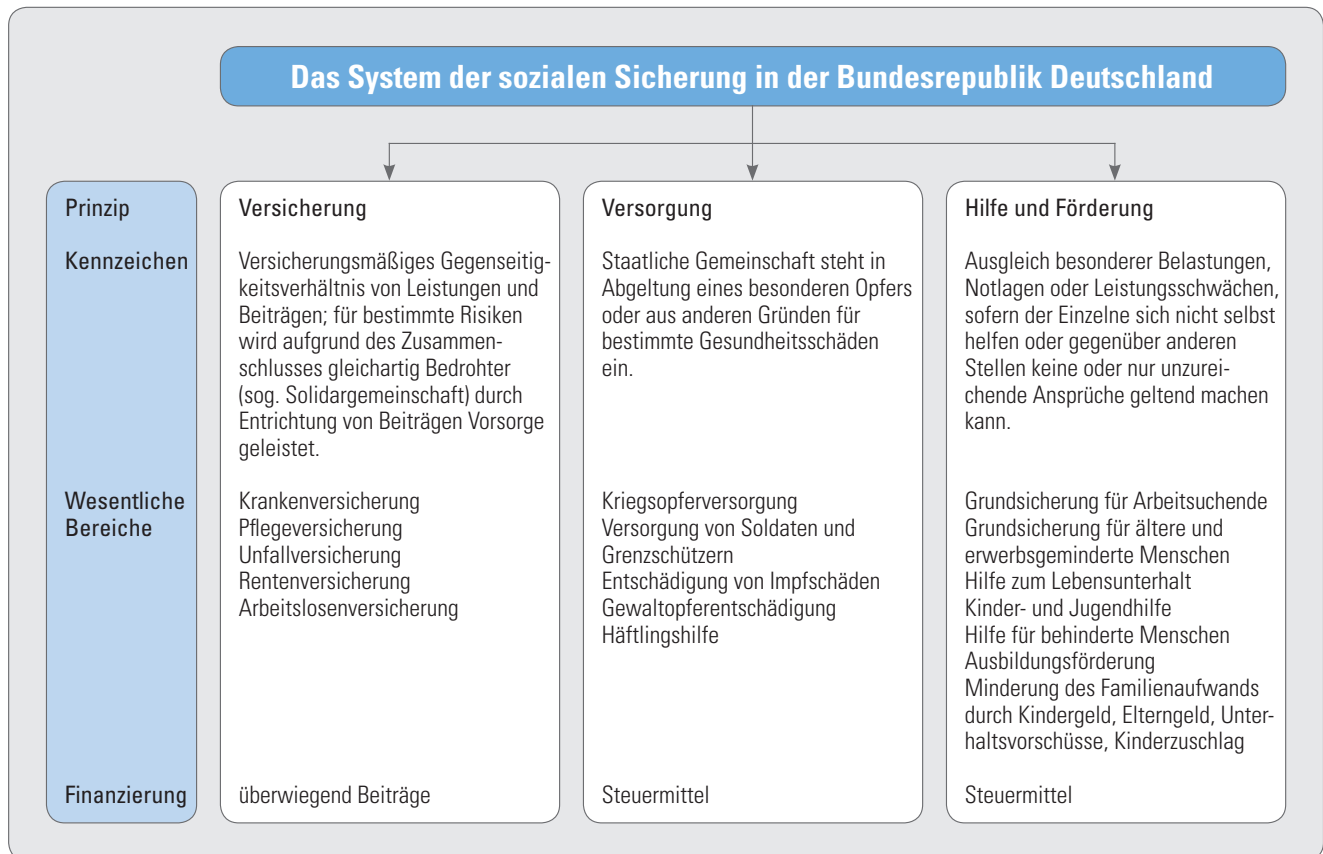 Das System der sozialen Sicherung in der Bundesrepublik Deutschland
Prinzip
Versicherung
Versorgung
Hilfe und Förderung
Kennzeichen
Versicherungsmäßiges Gegenseitig-
keitsverhältnis von Leistungen und
Beiträgen; für bestimmte Risiken
wird aufgrund des Zusammen-
schlusses gleichartig Bedrohter
(sog. Solidargemeinschaft) durch
Entrichtung von Beiträgen Vorsorge
geleistet.
Staatliche Gemeinschaft steht in
Abgeltung eines besonderen Opfers
oder aus anderen Gründen für
bestimmte Gesundheitsschäden
ein.
Ausgleich besonderer Belastungen,
Notlagen oder Leistungsschwächen,
sofern der Einzelne sich nicht selbst
helfen oder gegenüber anderen
Stellen keine oder nur unzurei-
chende Ansprüche geltend machen
kann.
Wesentliche
Bereiche
Krankenversicherung
Pflegeversicherung
Unfallversicherung
Rentenversicherung
Arbeitslosenversicherung
Kriegsopferversorgung
Versorgung von Soldaten und
Grenzschützern
Entschädigung von Impfschäden
Gewaltopferentschädigung
Häftlingshilfe
Grundsicherung für Arbeitsuchende
Grundsicherung für ältere und
erwerbsgeminderte Menschen
Hilfe zum Lebensunterhalt
Kinder- und Jugendhilfe
Hilfe für behinderte Menschen
Ausbildungsförderung
Minderung des Familienaufwands
durch Kindergeld, Elterngeld, Unter-
haltsvorschüsse, Kinderzuschlag
Finanzierung
überwiegend Beiträge
Steuermittel
Steuermittel